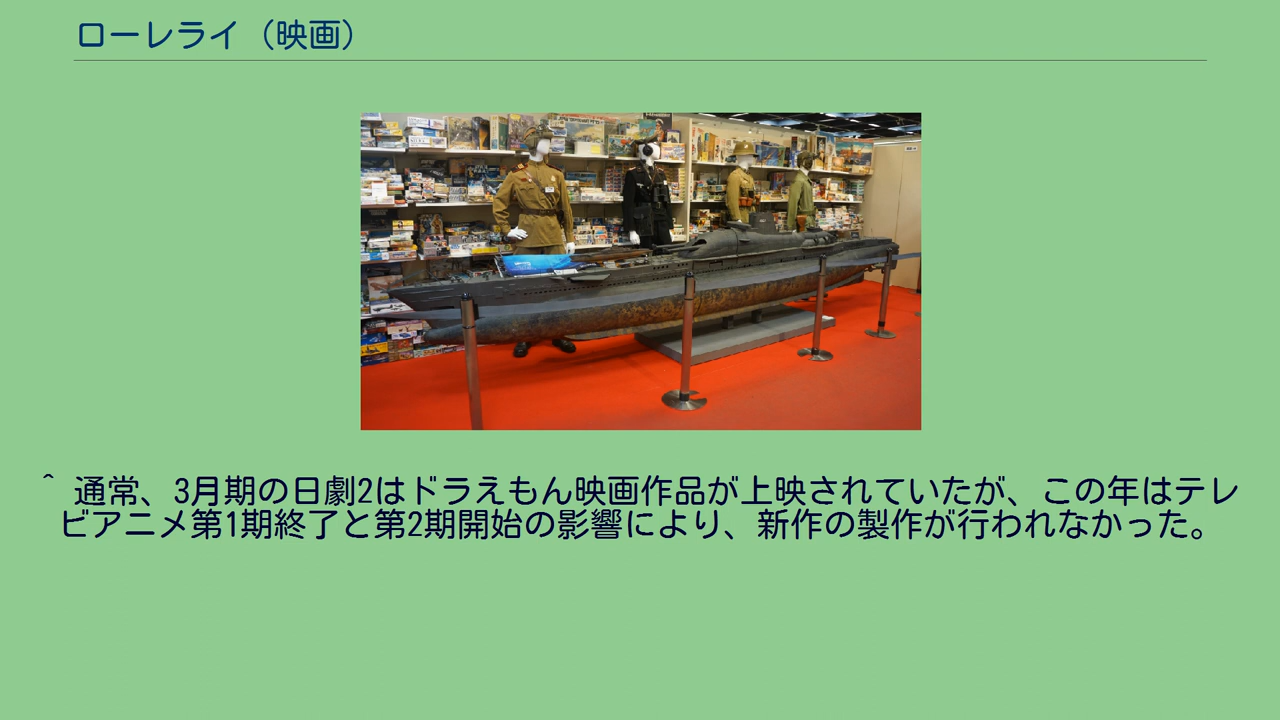 ローレライ（映画）
^ 通常、3月期の日劇2はドラえもん映画作品が上映されていたが、この年はテレ
ビアニメ第1期終了と第2期開始の影響により、新作の製作が行われなかった。